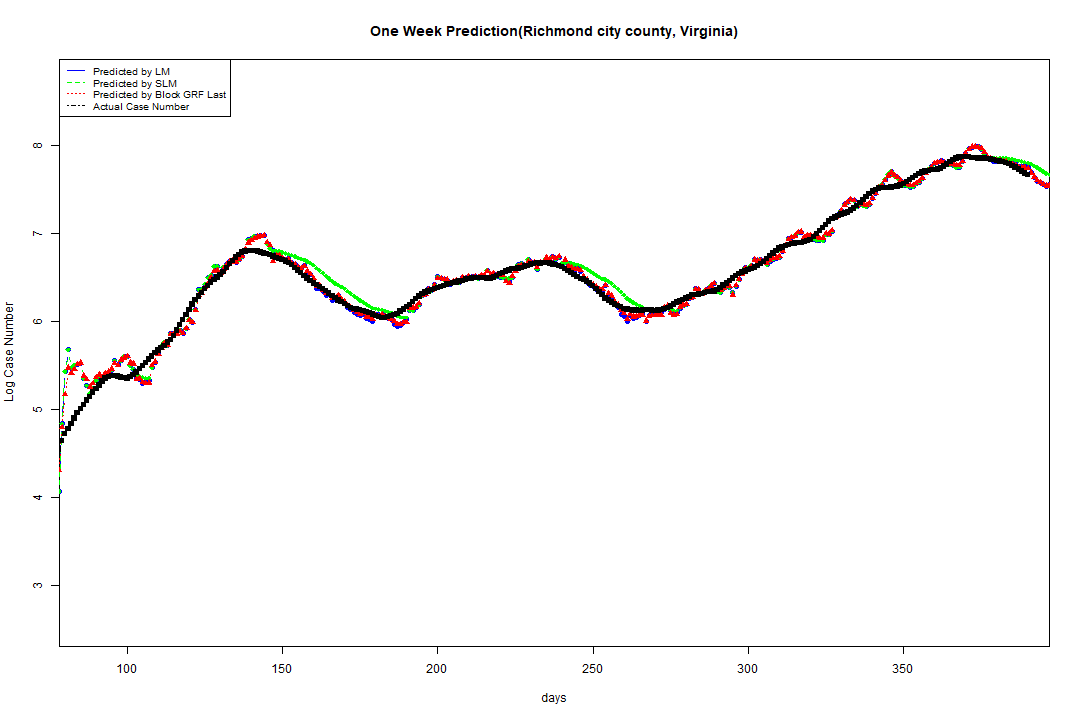 One Week Prediction(Richmond city county, Virginia)
Predicted by LM
Predicted by SLM
Predicted by Block GRF Last
Actual Case Number
8
7
6
5
4
3
Log Case Number
100 150 200 250 300 350
days